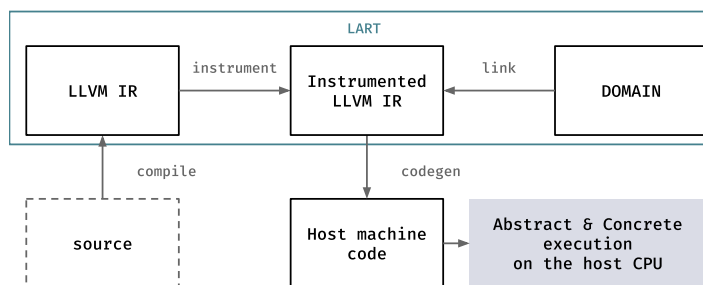 LART
instrument
link
LLVM IR
Instrumented
LLVM IR
DOMAIN
compile
codegen
source
Host machine
code
Abstract & Concrete
execution
on the host CPU